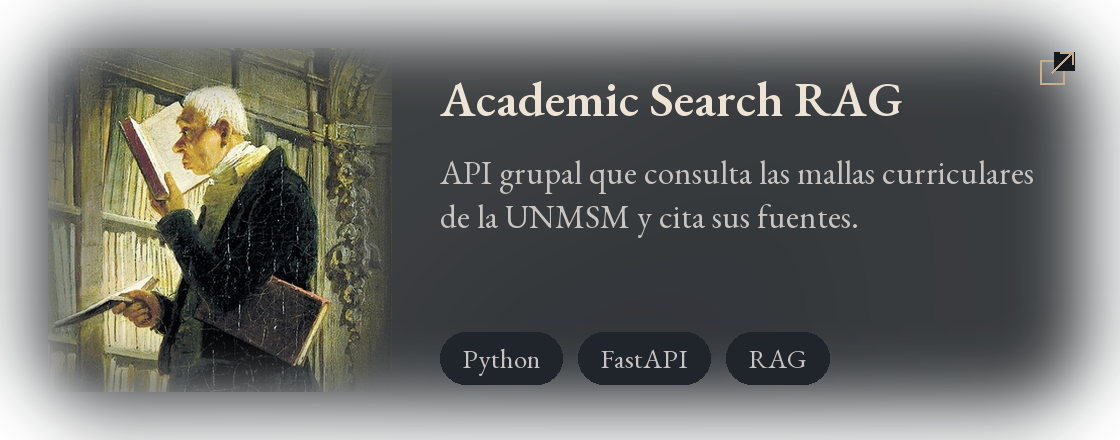 Academic Search RAG
API grupal que consulta las mallas curriculares
de la UNMSM y cita sus fuentes.
Python FastAPI RAG